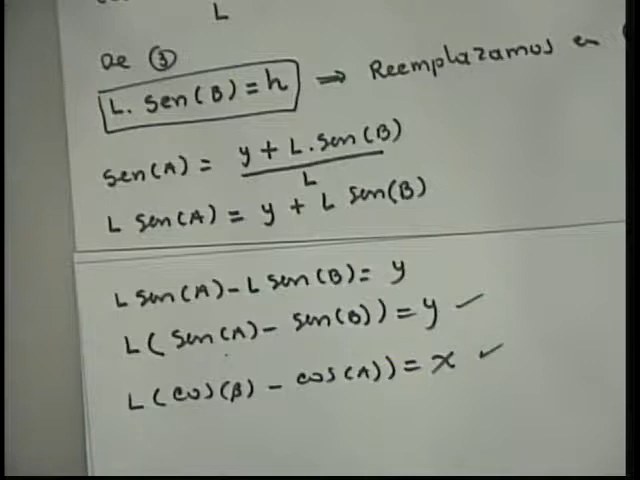 L
De ③
L. sen(B) = h ⟹ Reemplazamos en
sen(A) = y + L.sen(B) / L
L sen(A) = y + L sen(B)
L sen(A) - L sen(B) = y
L(sen(A) - sen(B)) = y ✓
L(cos(β) - cos(A)) = x ✓